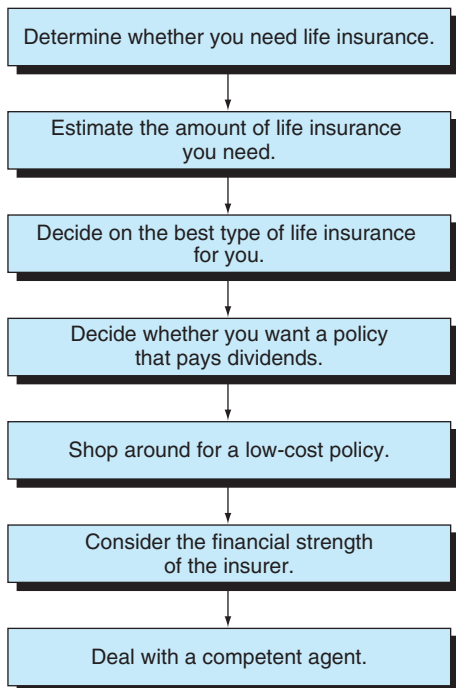 Determine whether you need life insurance.
Estimate the amount of life insurance
you need.
Decide on the best type of life insurance
for you.
Decide whether you want a policy
that pays dividends.
Shop around for a low-cost policy.
Consider the financial strength
of the insurer.
Deal with a competent agent.